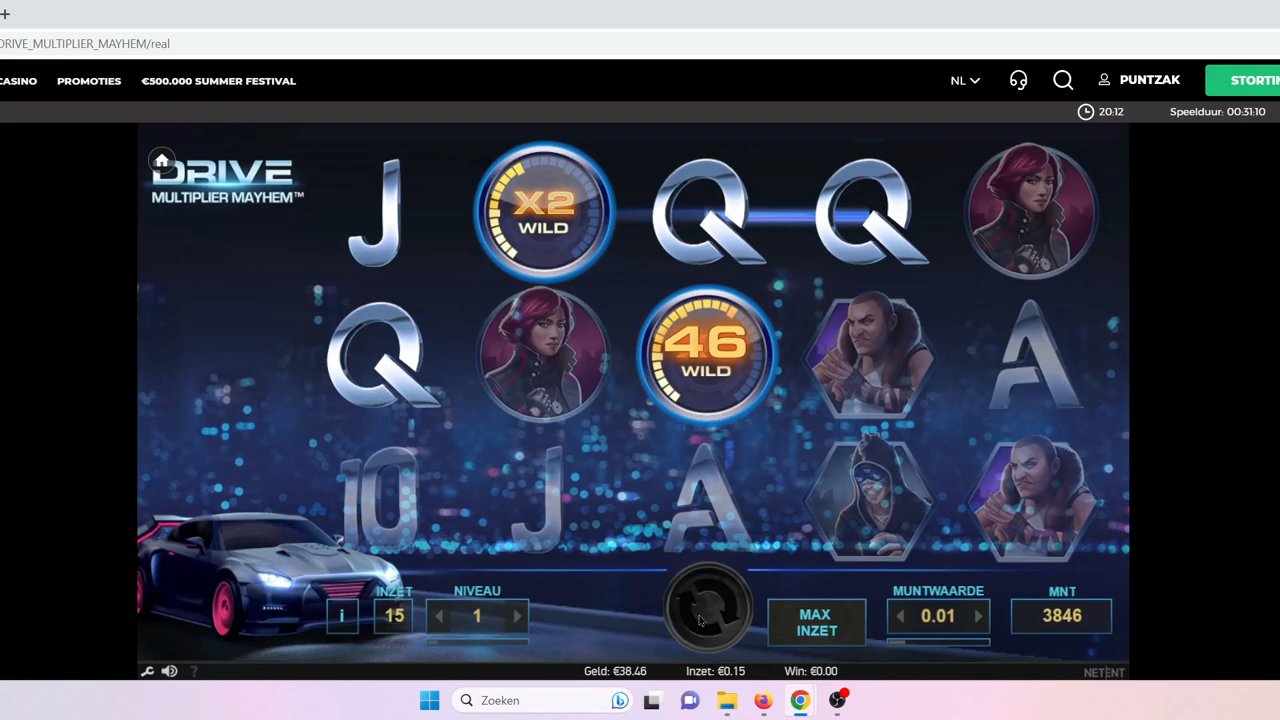 DRIVE_MULTIPLIER_MAYHEM/real
CASINO PROMOTIES €500.000 SUMMER FESTIVAL NL PUNTZAK STORTIN
20:12 Speelduur: 00:31:10
DRIVE
MULTIPLIER MAYHEM™
J X2 WILD Q Q
Q 46 WILD A
10 J A
INZET NIVEAU MUNTWAARDE MNT
i 15 1 MAX INZET 0.01 3846
Geld: €38.46 Inzet: €0.15 Win: €0.00 NETENT
?
Zoeken